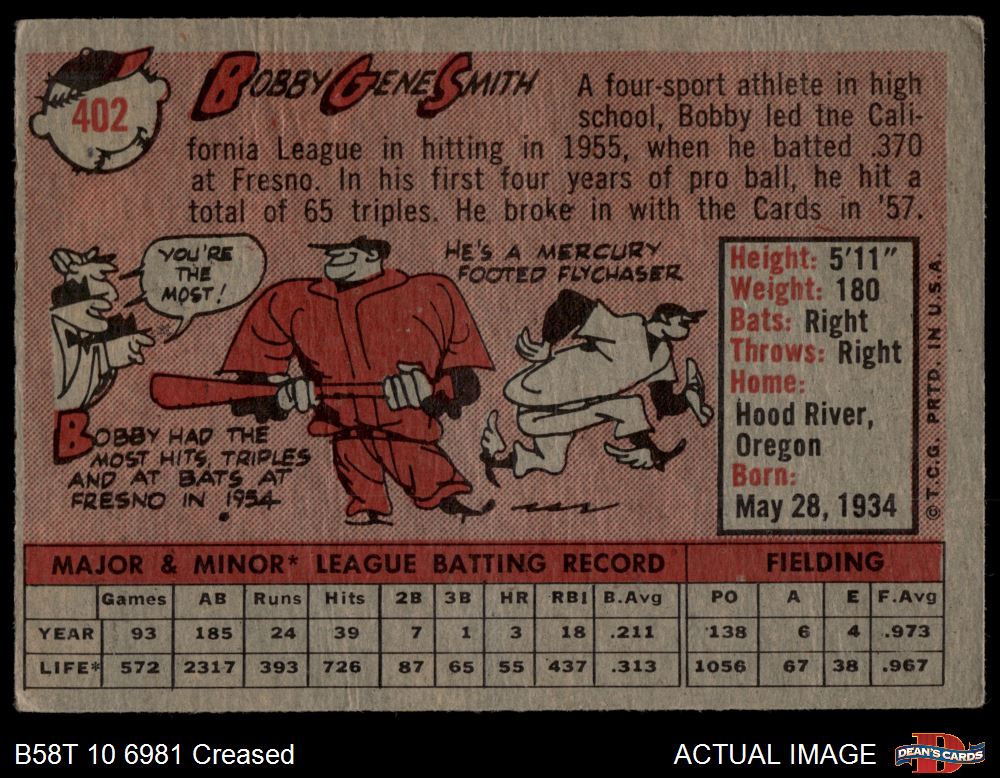 402
BOBBY GENE SMITH
A four-sport athlete in high
school, Bobby led the Cali-
fornia League in hitting in 1955, when he batted .370
at Fresno. In his first four years of pro ball, he hit a
total of 65 triples. He broke in with the Cards in '57.
YOU'RE
THE
MOST!
HE'S A MERCURY
FOOTED FLYCHASER
BOBBY HAD THE
MOST HITS, TRIPLES
AND AT BATS AT
FRESNO IN 1954
Height: 5'11"
Weight: 180
Bats: Right
Throws: Right
Home:
Hood River,
Oregon
Born:
May 28, 1934
© T.C.G. PRTD. IN U.S.A.
MAJOR & MINOR* LEAGUE BATTING RECORD FIELDING
Games AB Runs Hits 2B 3B HR RBI B.Avg PO A E F.Avg
YEAR 93 185 24 39 7 1 3 18 .211 138 6 4 .973
LIFE* 572 2317 393 726 87 65 55 437 .313 1056 67 38 .967
B58T 10 6981 Creased
ACTUAL IMAGE
DEAN'S CARDS